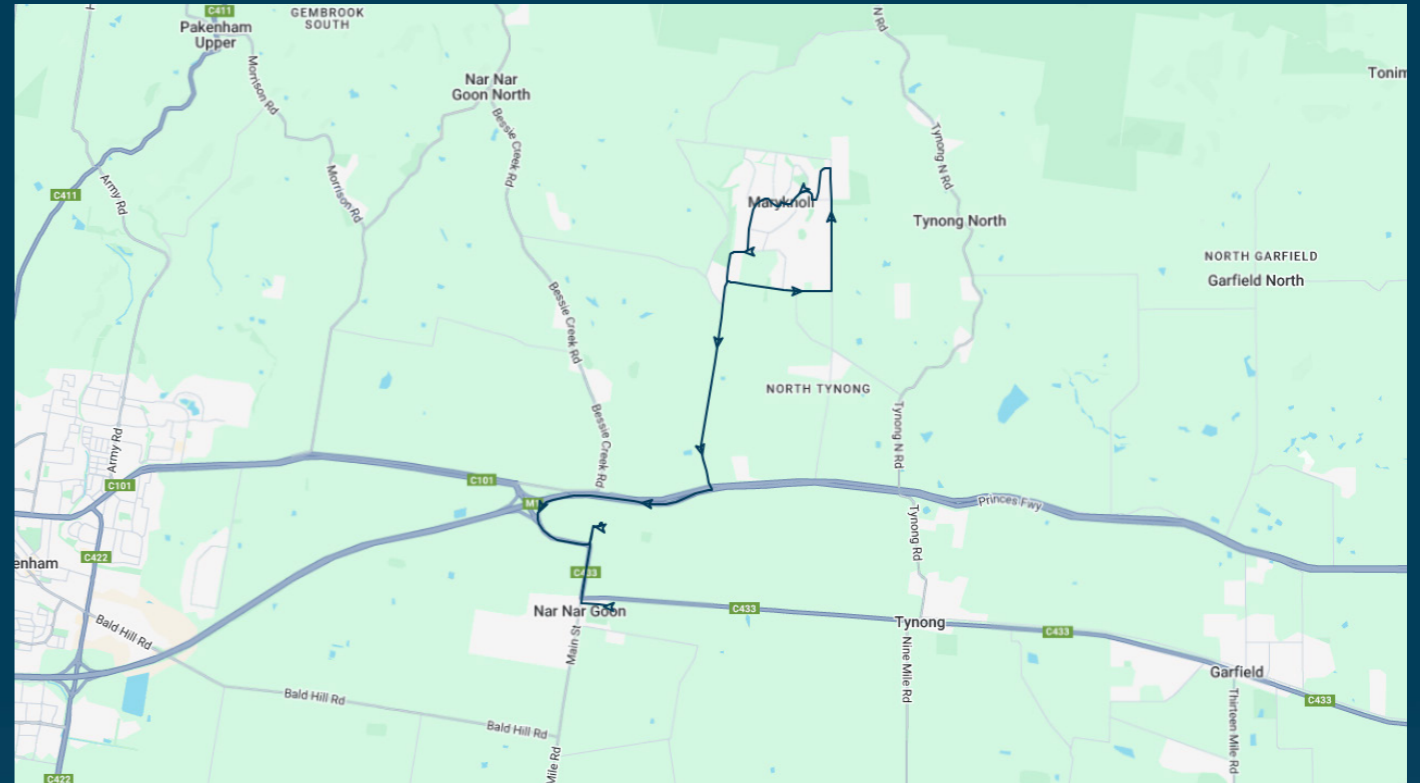 C411
GEMBROOK
SOUTH
N Rd
Pakenham
Upper
Morrison Rd
Nar Nar
Goon North
Tonim
Bessie Creek Rd
Tynong N Rd
Army Rd
Morrison Rd
C411
Maryknoll
Tynong North
NORTH GARFIELD
Garfield North
Bessie Creek Rd
NORTH TYNONG
Bessie Creek Rd
Tynong N Rd
Army Rd
C101
C101
M1
Princes Fwy
Tynong Rd
C422
enham
C433
Nar Nar Goon
C433
Tynong
C433
Bald Hill Rd
Main St
Nine Mile Rd
Garfield
Bald Hill Rd
C433
Thirteen Mile Rd
Bald Hill Rd
Mile Rd
C422